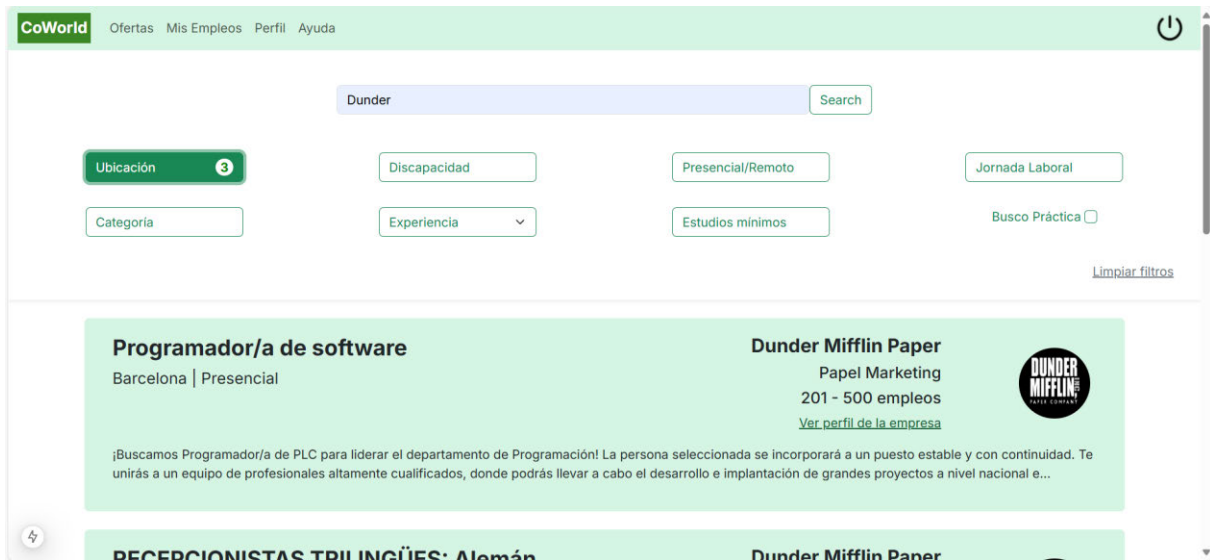 CoWorld Ofertas Mis Empleos Perfil Ayuda
Dunder Search
Ubicación 3 Discapacidad Presencial/Remoto Jornada Laboral
Categoría Experiencia Estudios mínimos Busco Práctica
Limpiar filtros
Programador/a de software
Barcelona | Presencial
Dunder Mifflin Paper
Papel Marketing
201 - 500 empleos
Ver perfil de la empresa
DUNDER
MIFFLIN
PAPER COMPANY
¡Buscamos Programador/a de PLC para liderar el departamento de Programación! La persona seleccionada se incorporará a un puesto estable y con continuidad. Te
unirás a un equipo de profesionales altamente cualificados, donde podrás llevar a cabo el desarrollo e implantación de grandes proyectos a nivel nacional e...
RECEPCIONISTAS TRILINGÜES: Alemán
Dunder Mifflin Paper